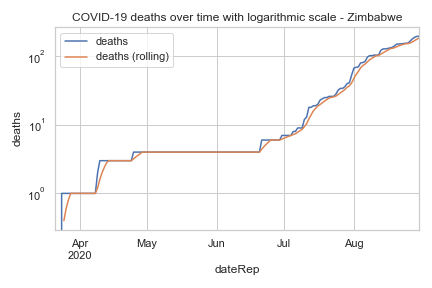 COVID-19 deaths over time with logarithmic scale - Zimbabwe
deaths
deaths (rolling)
10²
10¹
10⁰
deaths
Apr
2020
May
Jun
Jul
Aug
dateRep